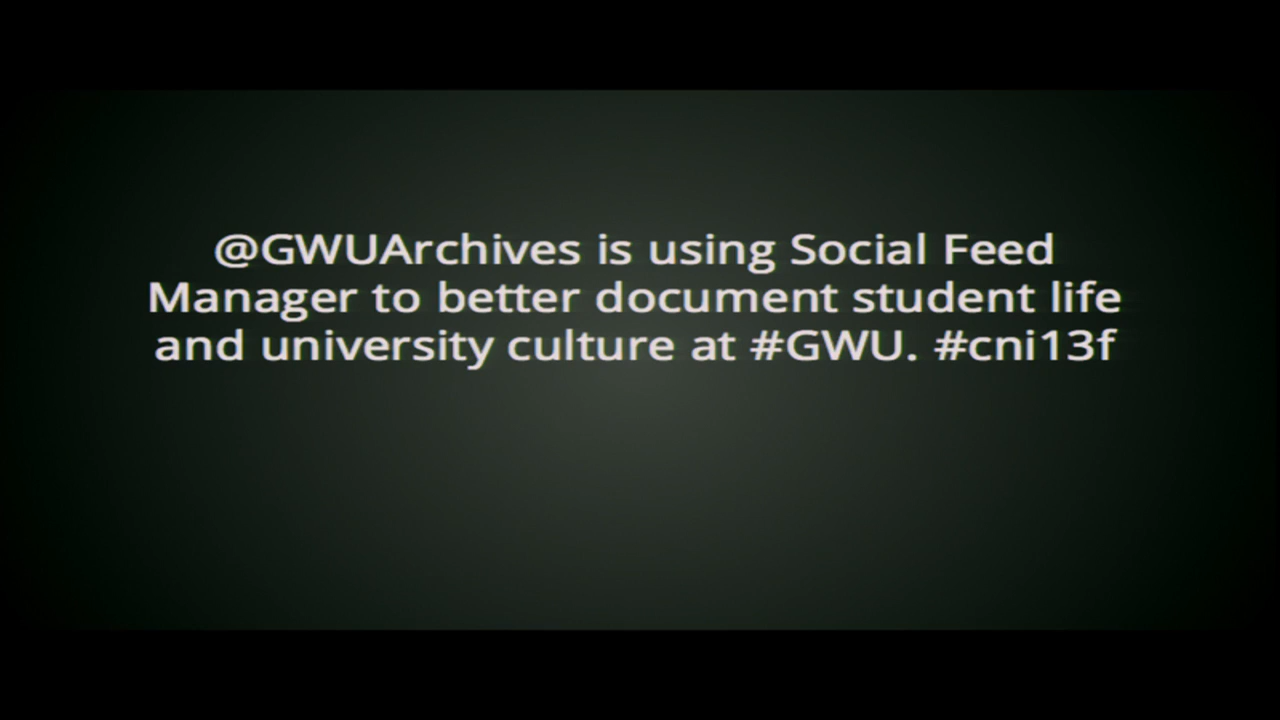 @GWUArchives is using Social Feed
Manager to better document student life
and university culture at #GWU. #cni13f